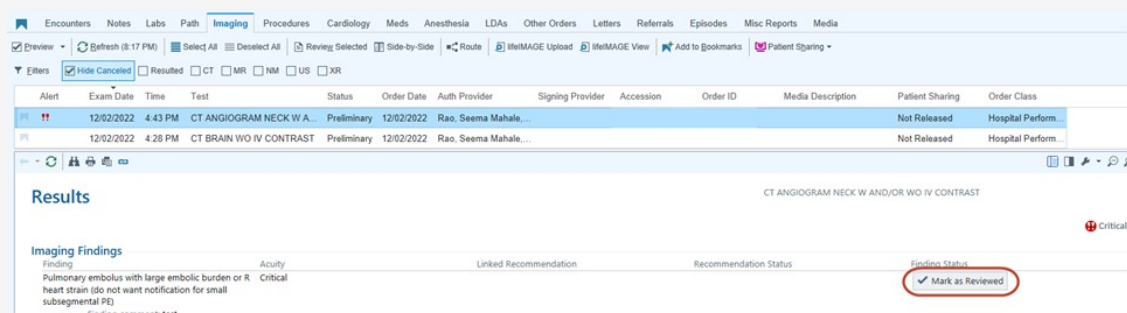 Encounters Notes Labs Path Imaging Procedures Cardiology Meds Anesthesia LDAs Other Orders Letters Referrals Episodes Misc Reports Media
Preview Refresh (8:17 PM) Select All Deselect All Review Selected Side-by-Side Route lifeIMAGE Upload lifeIMAGE View Add to Bookmarks Patient Sharing
Filters Hide Canceled Resulted CT MR NM US XR
Alert Exam Date Time Test Status Order Date Auth Provider Signing Provider Accession Order ID Media Description Patient Sharing Order Class
!! 12/02/2022 4:43 PM CT ANGIOGRAM NECK W A... Preliminary 12/02/2022 Rao, Seema Mahale,... Not Released Hospital Perform...
12/02/2022 4:28 PM CT BRAIN WO IV CONTRAST Preliminary 12/02/2022 Rao, Seema Mahale,... Not Released Hospital Perform...
Results CT ANGIOGRAM NECK W AND/OR WO IV CONTRAST
Critical
Imaging Findings
Finding Acuity Linked Recommendation Recommendation Status Finding Status
Pulmonary embolus with large embolic burden or R Critical Mark as Reviewed
heart strain (do not want notification for small
subsegmental PE)
Finding comment: test